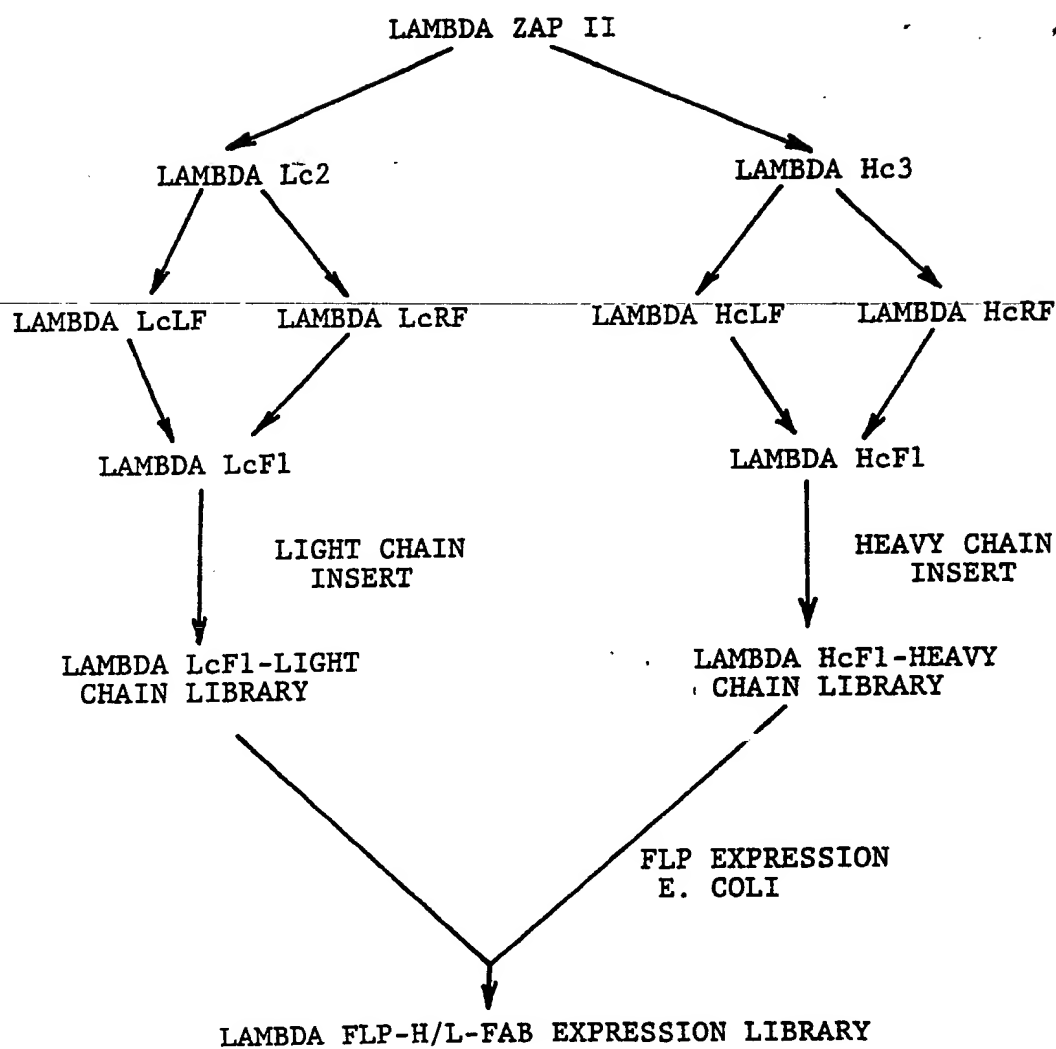 LAMBDA ZAP II
LAMBDA Lc2
LAMBDA Hc3
LAMBDA LcLF
LAMBDA LcRF
LAMBDA HcLF
LAMBDA HcRF
LAMBDA LcF1
LAMBDA HcF1
LIGHT CHAIN
INSERT
HEAVY CHAIN
INSERT
LAMBDA LcF1-LIGHT
CHAIN LIBRARY
LAMBDA HcF1-HEAVY
CHAIN LIBRARY
FLP EXPRESSION
E. COLI
LAMBDA FLP-H/L-FAB EXPRESSION LIBRARY